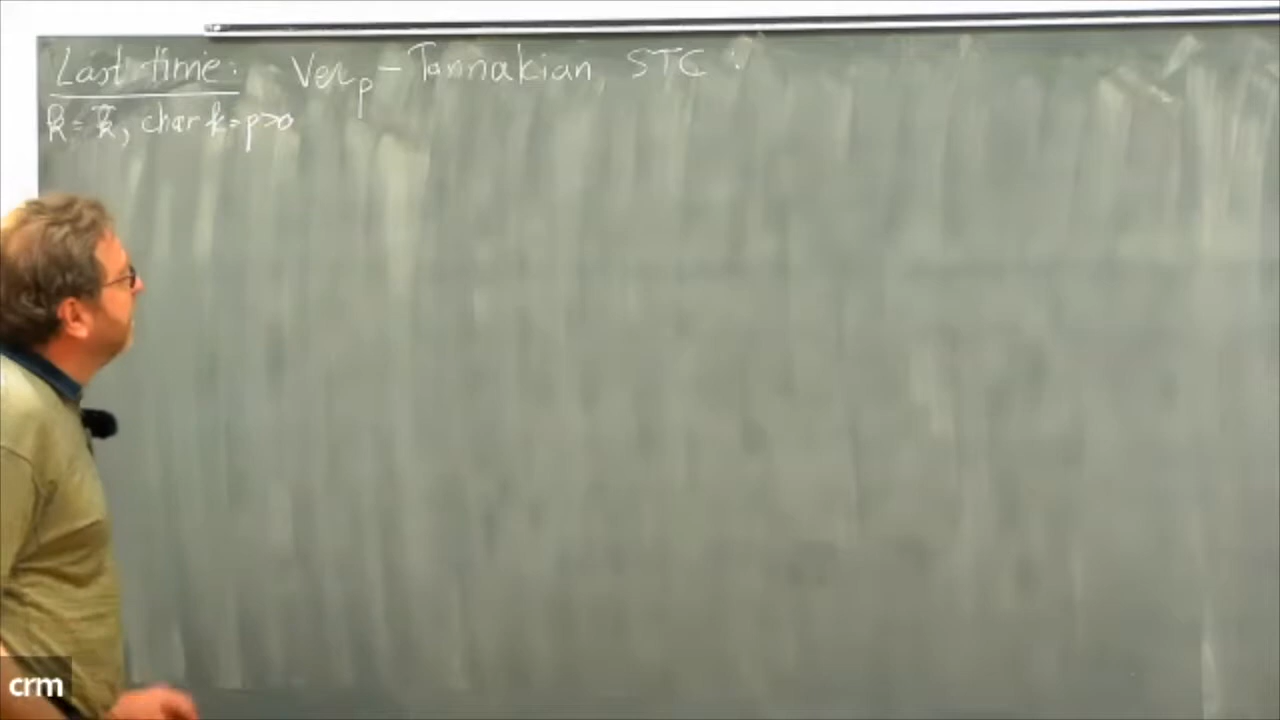 Last time: Ver_p - Tannakian STC :
k = k̅, char k = p > 0
crm